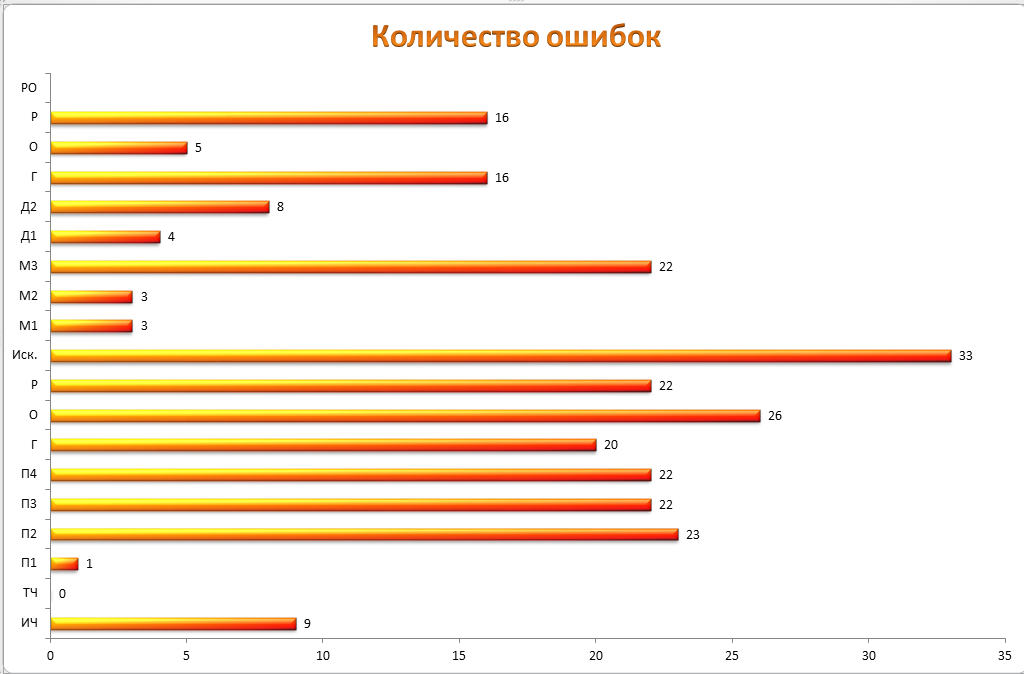 Количество ошибок
РО
Р 16
О 5
Г 16
Д2 8
Д1 4
М3 22
М2 3
М1 3
Иск. 33
Р 22
О 26
Г 20
П4 22
П3 22
П2 23
П1 1
ТЧ 0
ИЧ 9
0 5 10 15 20 25 30 35